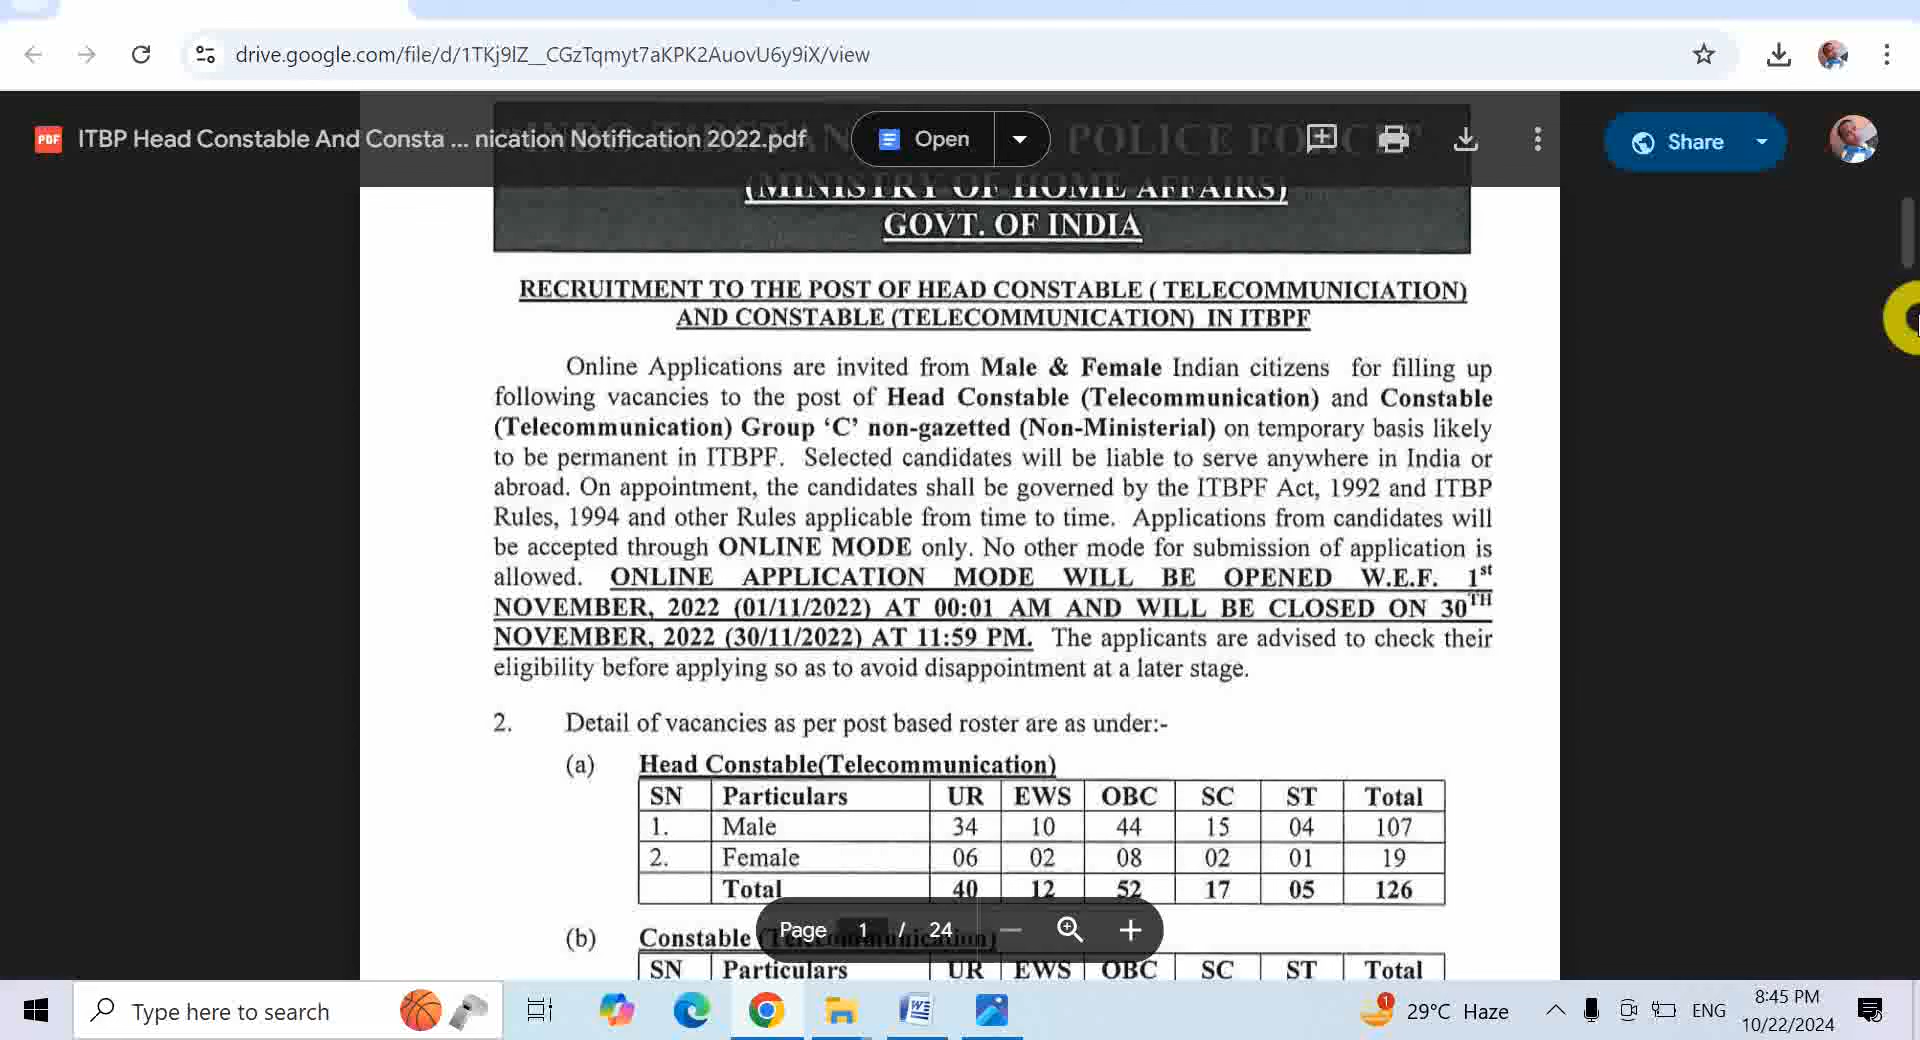 drive.google.com/file/d/1TKj9lZ__CGzTqmyt7aKPK2AuovU6y9iX/view
ITBP Head Constable And Consta ... nication Notification 2022.pdf
Open
Share
POLICE FORCE
(MINISTRY OF HOME AFFAIRS)
GOVT. OF INDIA
RECRUITMENT TO THE POST OF HEAD CONSTABLE ( TELECOMMUNICIATION)
AND CONSTABLE (TELECOMMUNICATION) IN ITBPF
Online Applications are invited from Male & Female Indian citizens for filling up
following vacancies to the post of Head Constable (Telecommunication) and Constable
(Telecommunication) Group ‘C’ non-gazetted (Non-Ministerial) on temporary basis likely
to be permanent in ITBPF. Selected candidates will be liable to serve anywhere in India or
abroad. On appointment, the candidates shall be governed by the ITBPF Act, 1992 and ITBP
Rules, 1994 and other Rules applicable from time to time. Applications from candidates will
be accepted through ONLINE MODE only. No other mode for submission of application is
allowed. ONLINE APPLICATION MODE WILL BE OPENED W.E.F. 1st
NOVEMBER, 2022 (01/11/2022) AT 00:01 AM AND WILL BE CLOSED ON 30TH
NOVEMBER, 2022 (30/11/2022) AT 11:59 PM. The applicants are advised to check their
eligibility before applying so as to avoid disappointment at a later stage.
2. Detail of vacancies as per post based roster are as under:-
(a) Head Constable(Telecommunication)
SN Particulars UR EWS OBC SC ST Total
1. Male 34 10 44 15 04 107
2. Female 06 02 08 02 01 19
Total 40 12 52 17 05 126
(b) Constable (Telecommunication)
Page 1 / 24
SN Particulars UR EWS OBC SC ST Total
Type here to search
1
29°C Haze
ENG
8:45 PM
10/22/2024